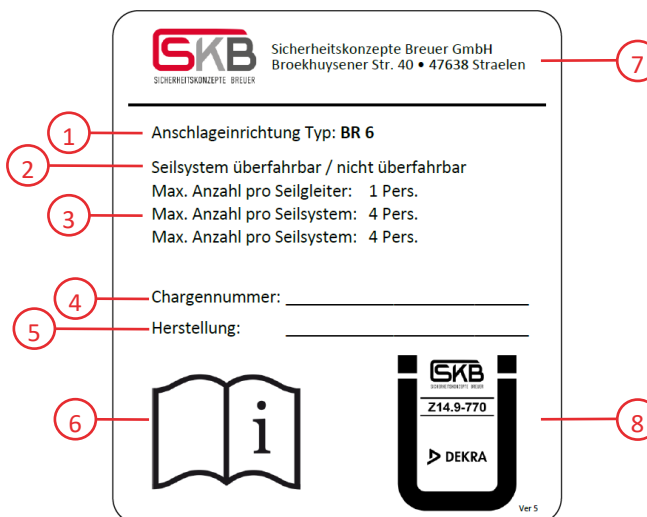 SKB
SICHERHEITSKONZEPTE BREUER
Sicherheitskonzepte Breuer GmbH
Broekhuysener Str. 40 • 47638 Straelen
7
1
Anschlageinrichtung Typ: BR 6
2
Seilsystem überfahrbar / nicht überfahrbar
Max. Anzahl pro Seilgleiter: 1 Pers.
3
Max. Anzahl pro Seilsystem: 4 Pers.
Max. Anzahl pro Seilsystem: 4 Pers.
4
Chargennummer:
5
Herstellung:
6
i
SKB
SICHERHEITSKONZEPTE BREUER
Z14.9-770
DEKRA
8
Ver 5